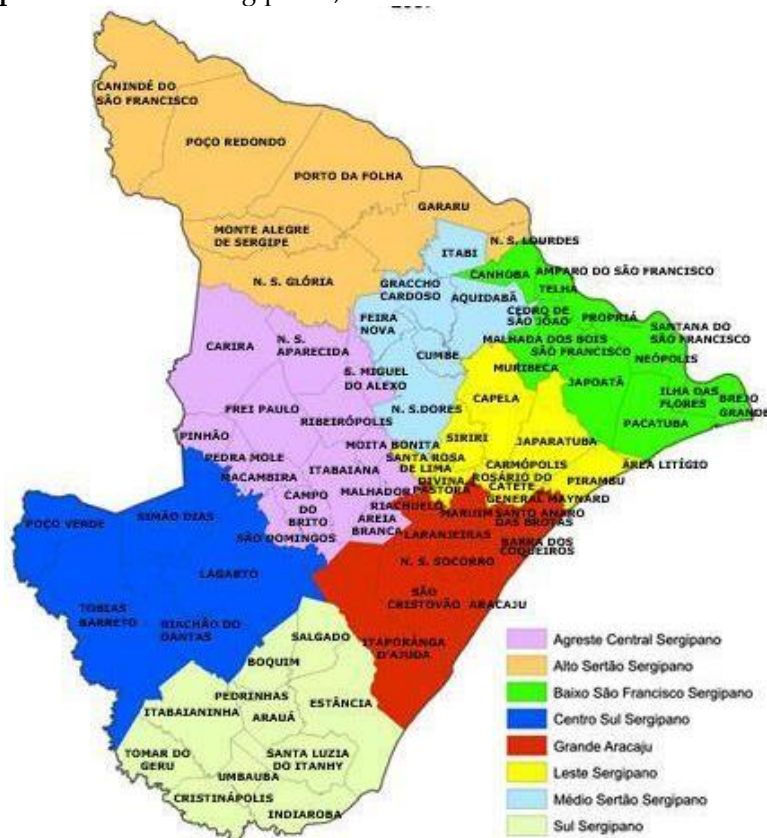 CANINDÉ DO
SÃO FRANCISCO
POÇO REDONDO
PORTO DA FOLHA
GARARU
MONTE ALEGRE
DE SERGIPE
N. S. LOURDES
ITABI
N. S. GLÓRIA
CANHOBA
AMPARO DO SÃO FRANCISCO
GRACCHO
CARDOSO
AQUIDABÃ
TELHA
FEIRA
NOVA
CEDRO DE
SÃO JOÃO
PROPRIÁ
SANTANA DO
SÃO FRANCISCO
CARIRA
N. S.
APARECIDA
CUMBE
MALHADA DOS BOIS
SÃO FRANCISCO
NEÓPOLIS
S. MIGUEL
DO ALEXO
MURIBECA
JAPOATÃ
ILHA DAS
FLORES
BREJO
GRANDE
FREI PAULO
RIBEIRÓPOLIS
N. S.DORES
CAPELA
PACATUBA
PINHÃO
MOITA BONITA
SIRIRI
JAPARATUBA
PEDRA MOLE
SANTA ROSA
DE LIMA
CARMÓPOLIS
ÁREA LITÍGIO
MACAMBIRA
ITABAIANA
DIVINA
PASTORA
ROSÁRIO DO
CATETE
PIRAMBU
CAMPO
DO
BRITO
MALHADOR
RIACHUELO
GENERAL MAYNARD
POÇO VERDE
SIMÃO DIAS
AREIA
BRANCA
MARUIM
SANTO AMARO
DAS BROTAS
SÃO DOMINGOS
LARANJEIRAS
BARRA DOS
COQUEIROS
LAGARTO
N. S. SOCORRO
TOBIAS
BARRETO
RIACHÃO DO
DANTAS
SÃO
CRISTOVÃO
ARACAJU
SALGADO
ITAPORANGA
D'AJUDA
BOQUIM
PEDRINHAS
ESTÂNCIA
ITABAIANINHA
ARAUÁ
TOMAR DO
GERU
SANTA LUZIA
DO ITANHY
UMBAUBA
CRISTINÁPOLIS
INDIAROBA
Agreste Central Sergipano
Alto Sertão Sergipano
Baixo São Francisco Sergipano
Centro Sul Sergipano
Grande Aracaju
Leste Sergipano
Médio Sertão Sergipano
Sul Sergipano